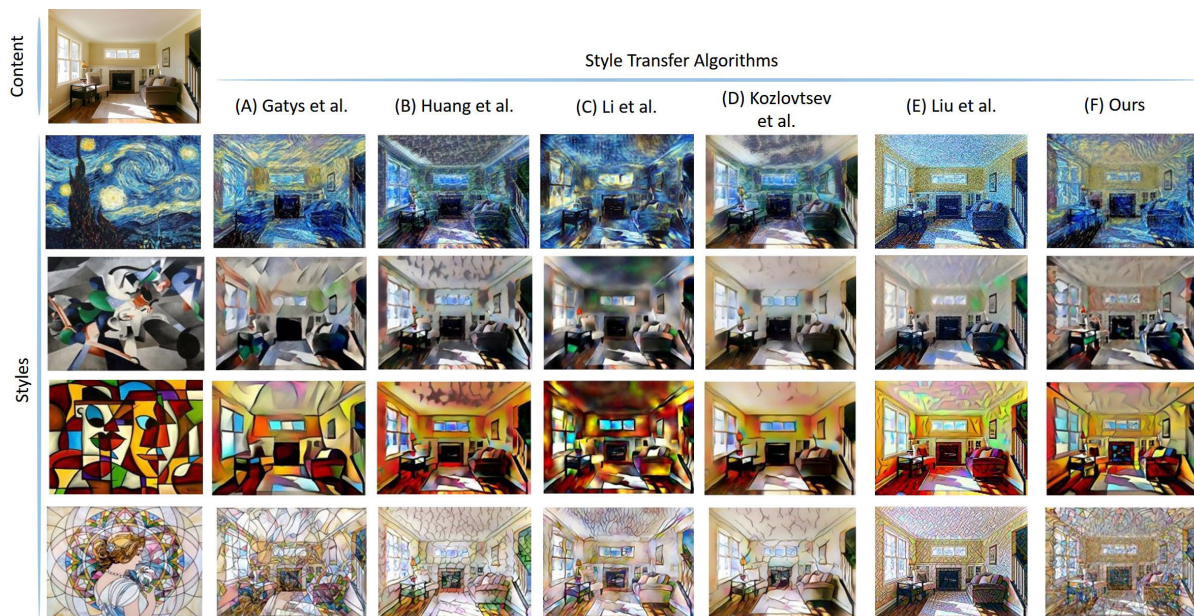 Content
Style Transfer Algorithms
(A) Gatys et al.
(B) Huang et al.
(C) Li et al.
(D) Kozlovtsev
et al.
(E) Liu et al.
(F) Ours
Styles